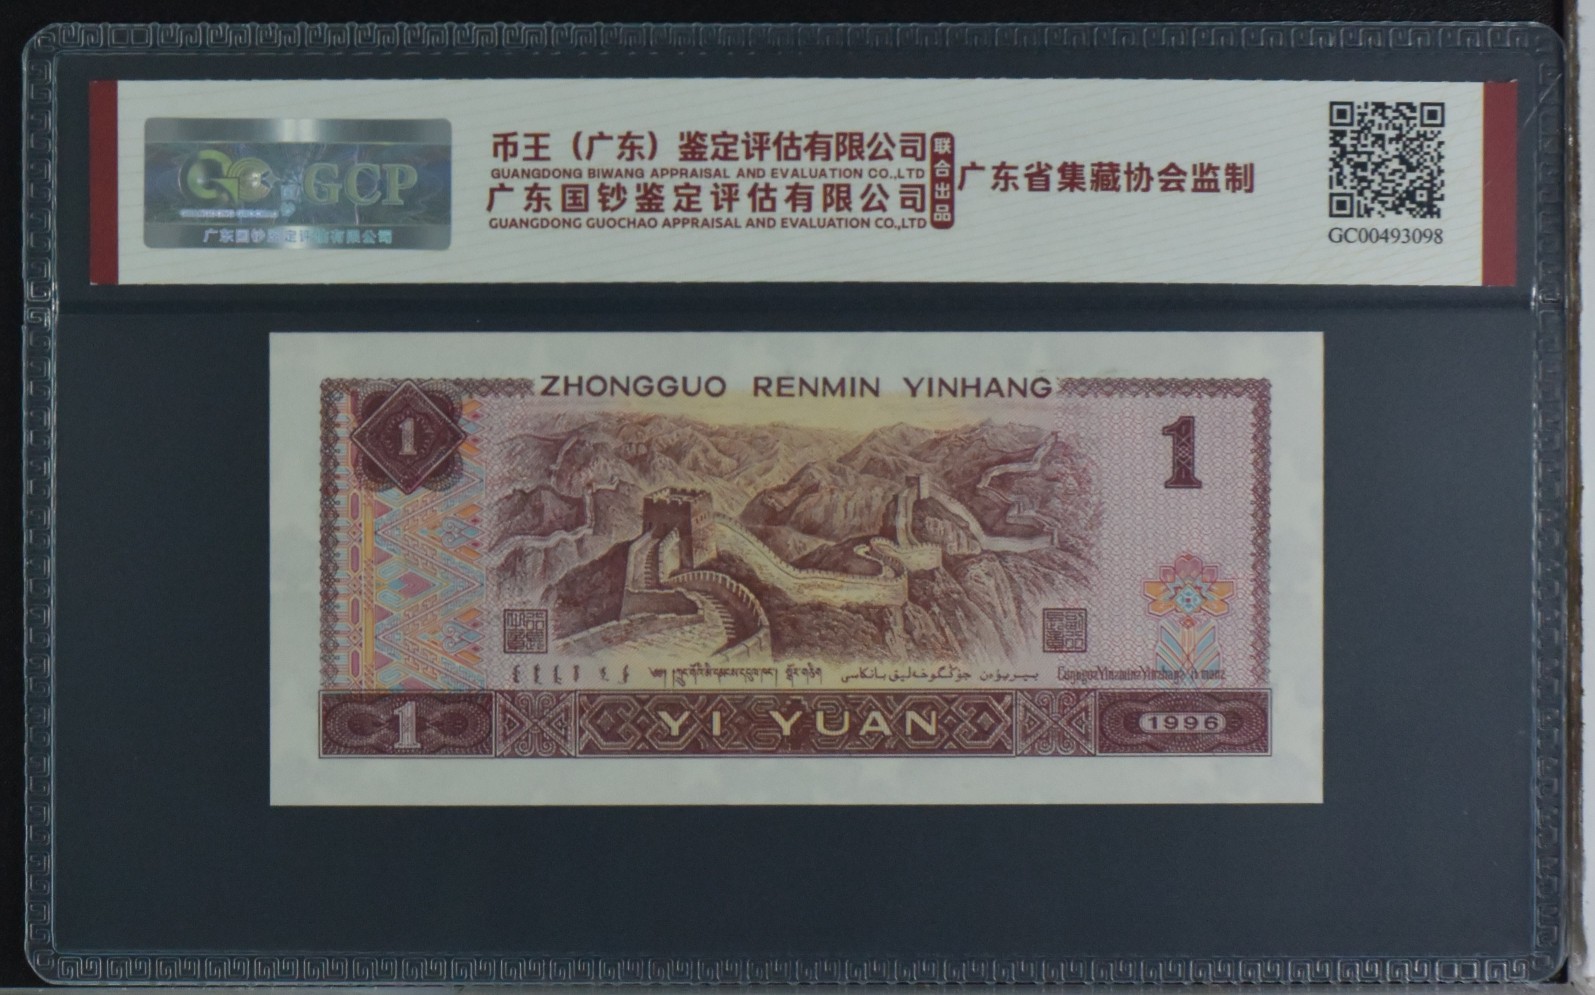 GCP
广东国钞鉴定评估有限公司
币王（广东）鉴定评估有限公司
GUANGDONG BIWANG APPRAISAL AND EVALUATION CO.,LTD
广东国钞鉴定评估有限公司
GUANGDONG GUOCHAO APPRAISAL AND EVALUATION CO.,LTD
联合出品
广东省集藏协会监制
GC00493098
ZHONGGUO RENMIN YINHANG
1
1
1
YI YUAN
1996